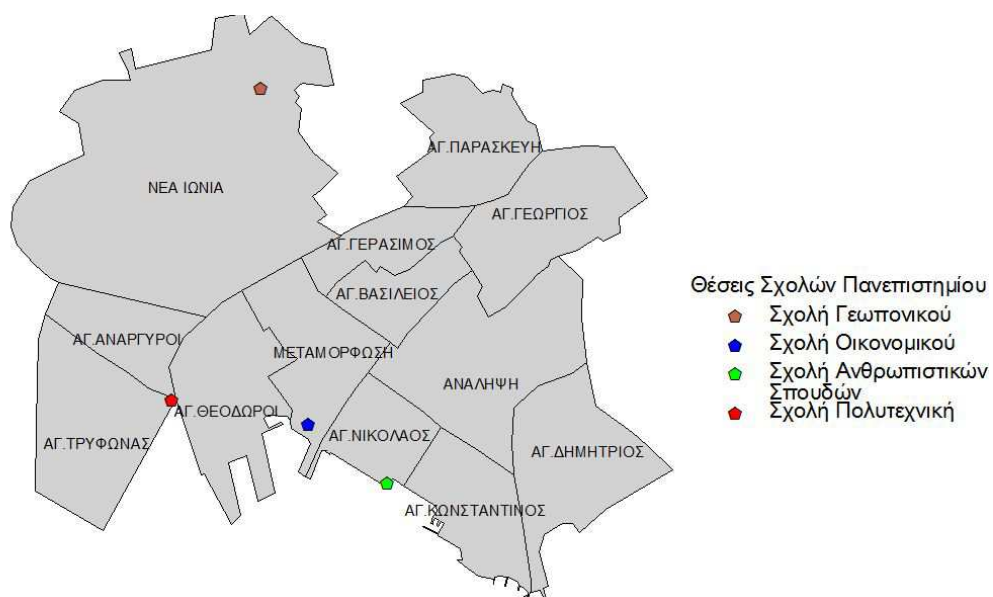 ΑΓ.ΠΑΡΑΣΚΕΥΗ
ΝΕΑ ΙΩΝΙΑ
ΑΓ.ΓΕΩΡΓΙΟΣ
ΑΓ.ΓΕΡΑΣΙΜΟΣ
ΑΓ.ΒΑΣΙΛΕΙΟΣ
ΑΓ.ΑΝΑΡΓΥΡΟΙ
ΜΕΤΑΜΟΡΦΩΣΗ
ΑΝΑΛΗΨΗ
ΑΓ.ΘΕΟΔΩΡΟΙ
ΑΓ.ΤΡΥΦΩΝΑΣ
ΑΓ.ΝΙΚΟΛΑΟΣ
ΑΓ.ΔΗΜΗΤΡΙΟΣ
ΑΓ.ΚΩΝΣΤΑΝΤΙΝΟΣ
Θέσεις Σχολών Πανεπιστημίου
Σχολή Γεωπονικού
Σχολή Οικονομικού
Σχολή Ανθρωπιστικών
Σπουδών
Σχολή Πολυτεχνική